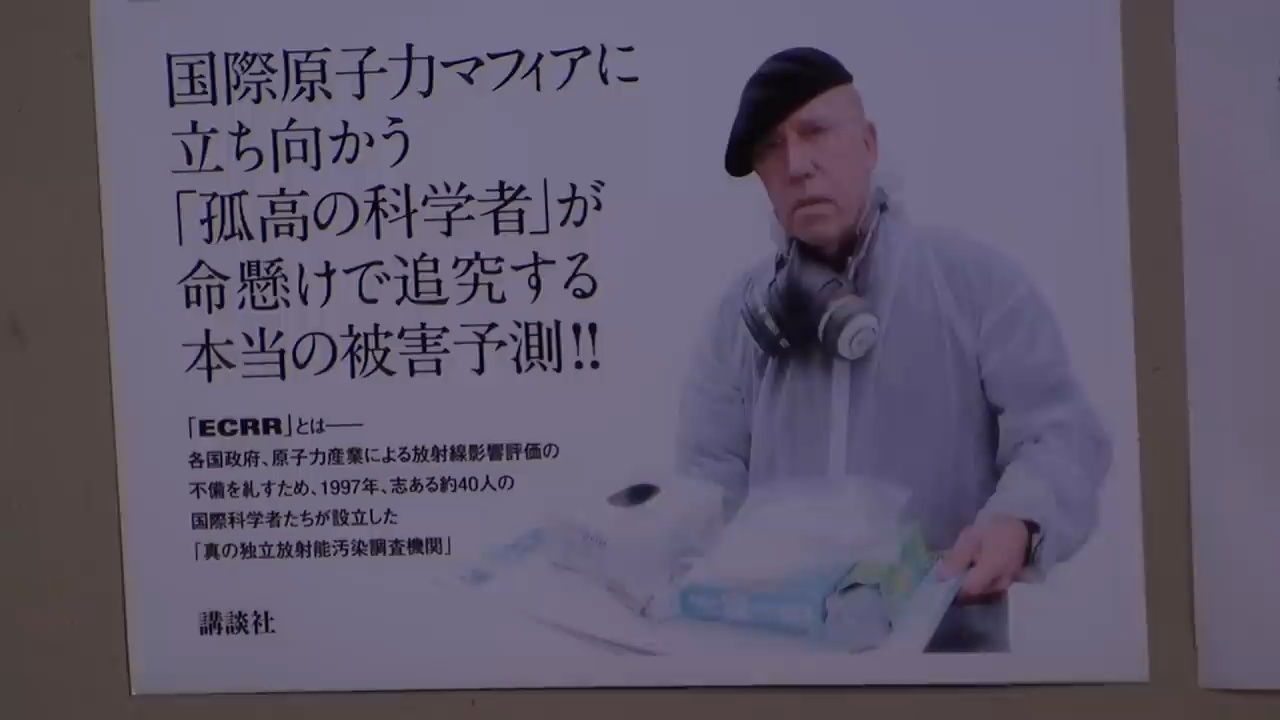 国際原子力マフィアに
立ち向かう
「孤高の科学者」が
命懸けで追究する
本当の被害予測!!
「ECRR」とは──
各国政府、原子力産業による放射線影響評価の
不備を糺すため、1997年、志ある約40人の
国際科学者たちが設立した
「真の独立放射能汚染調査機関」
講談社